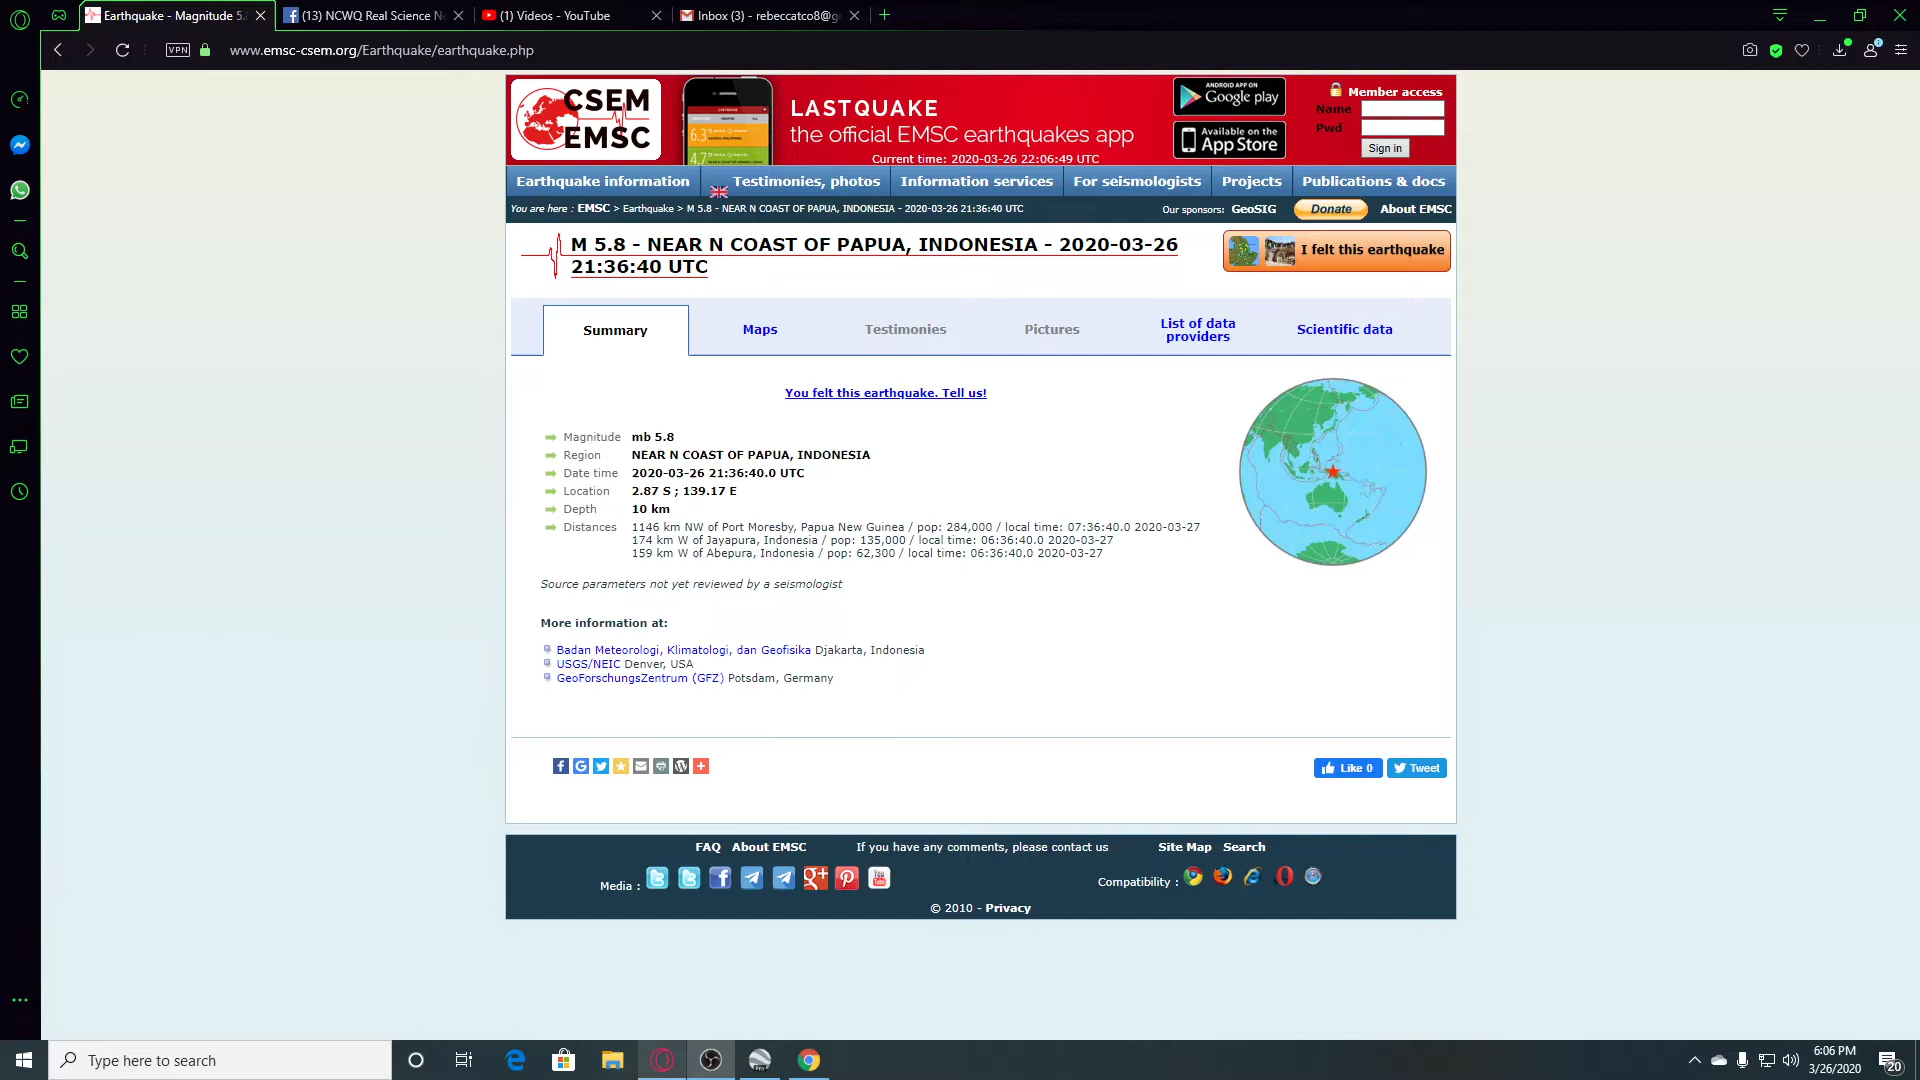 Earthquake - Magnitude 5.
(13) NCWQ Real Science Ne
(1) Videos - YouTube
Inbox (3) - rebeccatco8@g
VPN
www.emsc-csem.org/Earthquake/earthquake.php
CSEM
EMSC
LASTQUAKE
the official EMSC earthquakes app
Current time: 2020-03-26 22:06:49 UTC
ANDROID APP ON
Google play
Available on the
App Store
Member access
Name
Pwd
Sign in
Earthquake information
Testimonies, photos
Information services
For seismologists
Projects
Publications & docs
You are here : EMSC > Earthquake > M 5.8 - NEAR N COAST OF PAPUA, INDONESIA - 2020-03-26 21:36:40 UTC
Our sponsors: GeoSIG
Donate
About EMSC
M 5.8 - NEAR N COAST OF PAPUA, INDONESIA - 2020-03-26
21:36:40 UTC
I felt this earthquake
Summary
Maps
Testimonies
Pictures
List of data
providers
Scientific data
You felt this earthquake. Tell us!
Magnitude mb 5.8
Region NEAR N COAST OF PAPUA, INDONESIA
Date time 2020-03-26 21:36:40.0 UTC
Location 2.87 S ; 139.17 E
Depth 10 km
Distances 1146 km NW of Port Moresby, Papua New Guinea / pop: 284,000 / local time: 07:36:40.0 2020-03-27
174 km W of Jayapura, Indonesia / pop: 135,000 / local time: 06:36:40.0 2020-03-27
159 km W of Abepura, Indonesia / pop: 62,300 / local time: 06:36:40.0 2020-03-27
Source parameters not yet reviewed by a seismologist
More information at:
Badan Meteorologi, Klimatologi, dan Geofisika Djakarta, Indonesia
USGS/NEIC Denver, USA
GeoForschungsZentrum (GFZ) Potsdam, Germany
Like 0
Tweet
FAQ About EMSC
If you have any comments, please contact us
Site Map Search
Media :
Compatibility :
© 2010 - Privacy
Type here to search
6:06 PM
3/26/2020
20